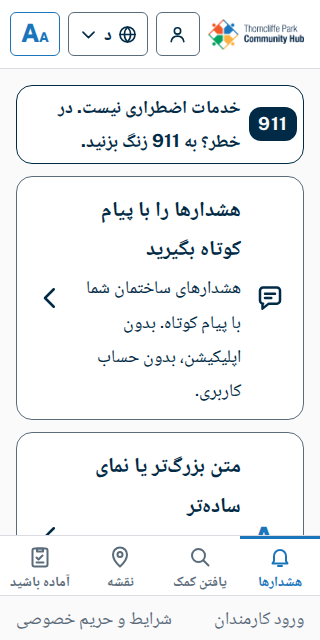 Thorncliffe Park
Community Hub
د
AA
911
خدمات اضطراری نیست. در
خطر؟ به 911 زنگ بزنید.
هشدارها را با پیام
کوتاه بگیرید
هشدارهای ساختمان شما
با پیام کوتاه. بدون
اپلیکیشن، بدون حساب
کاربری.
متن بزرگ‌تر یا نمای
ساده‌تر
هشدارها
یافتن کمک
نقشه
آماده باشید
ورود کارمندان
شرایط و حریم خصوصی